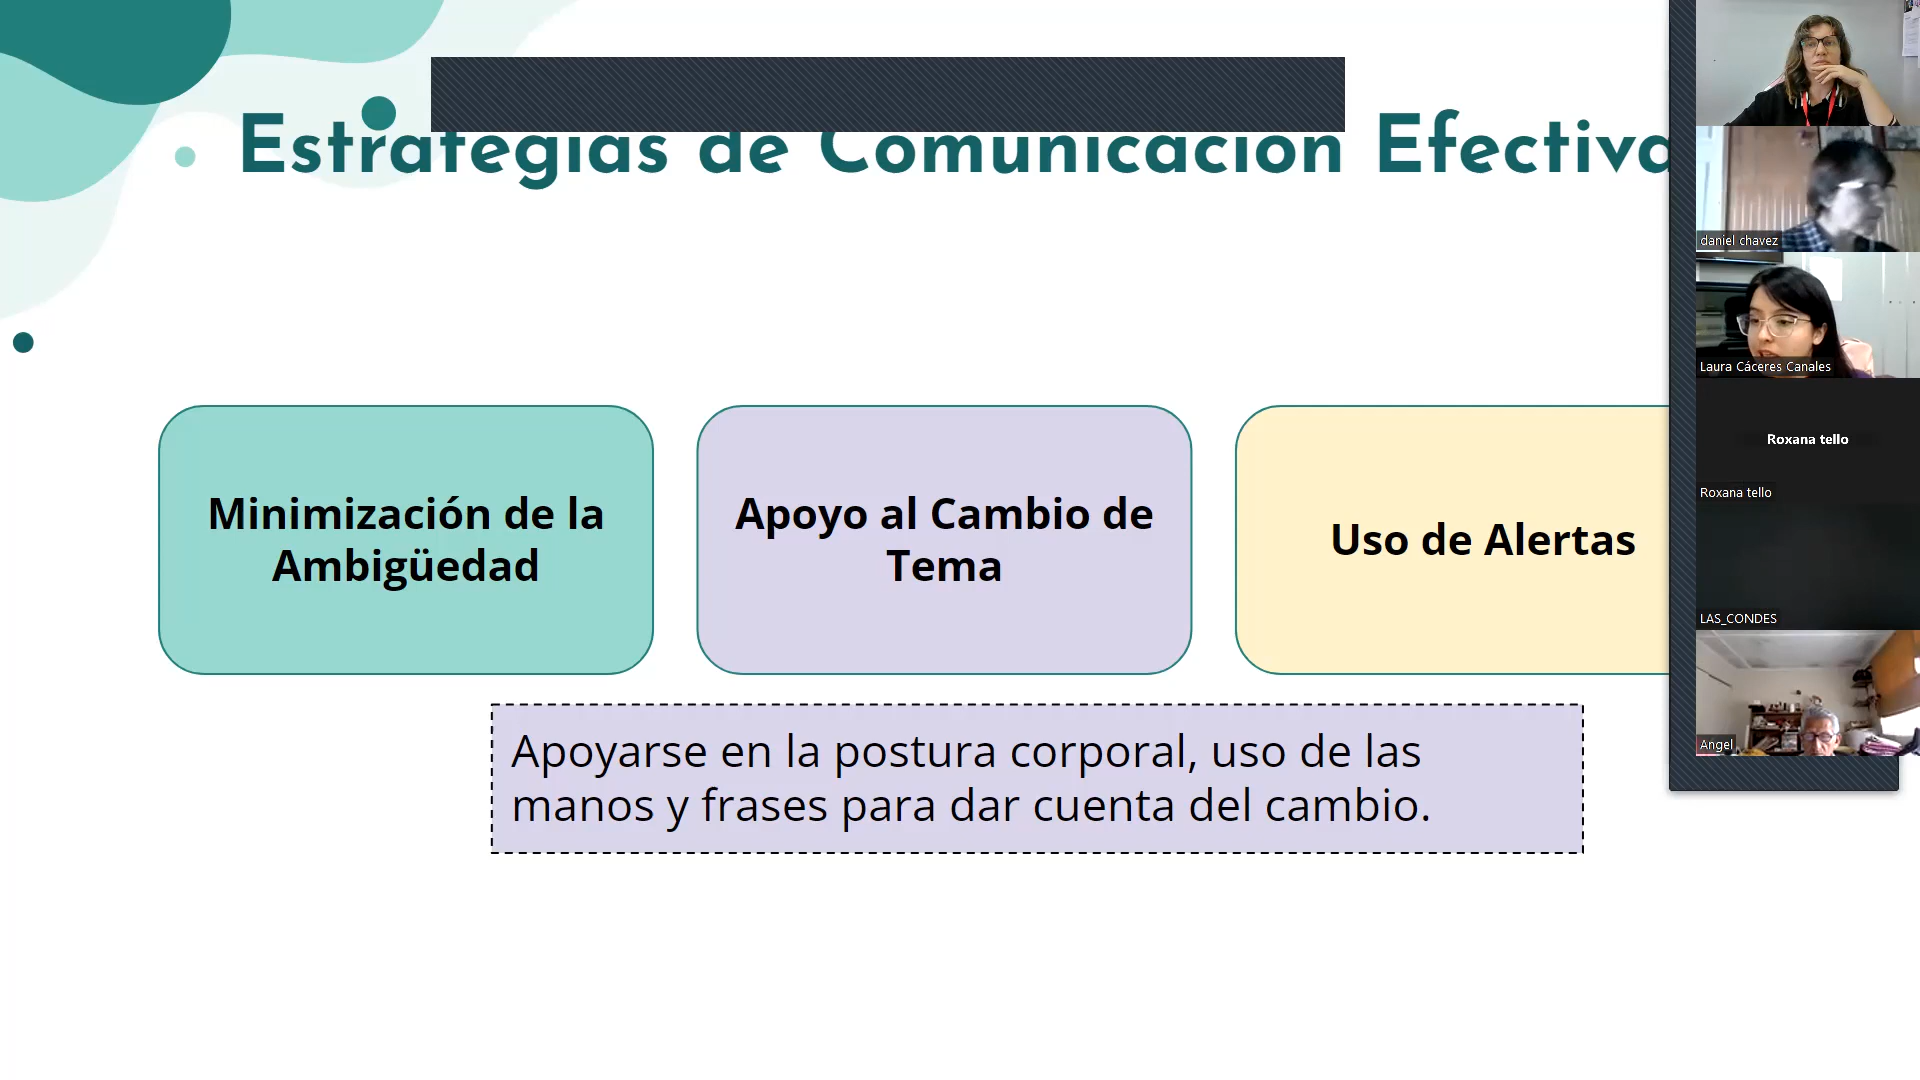 Estrategias de Comunicación Efectiva
Minimización de la
Ambigüedad
Apoyo al Cambio de
Tema
Uso de Alertas
Apoyarse en la postura corporal, uso de las
manos y frases para dar cuenta del cambio.
daniel chavez
Laura Cáceres Canales
Roxana tello
Roxana tello
LAS_CONDES
Angel